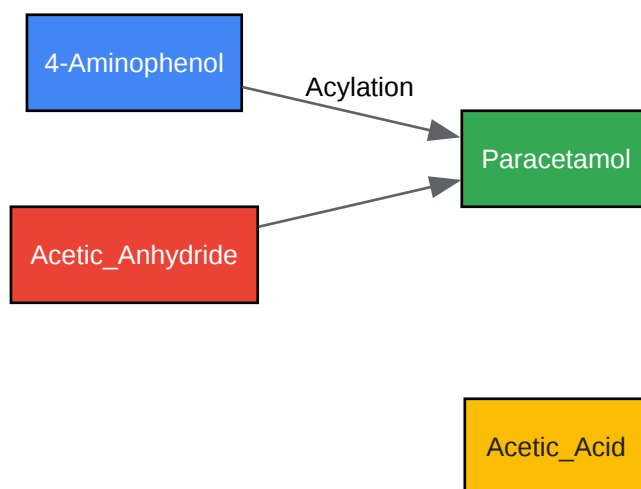 4-Aminophenol
Acylation
Paracetamol
Acetic_Anhydride
Acetic_Acid